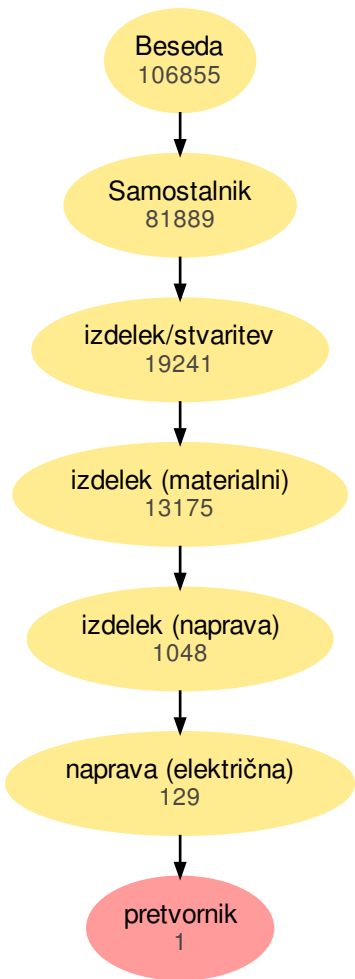 Beseda
106855
Samostalnik
81889
izdelek/stvaritev
19241
izdelek (materialni)
13175
izdelek (naprava)
1048
naprava (električna)
129
pretvornik
1